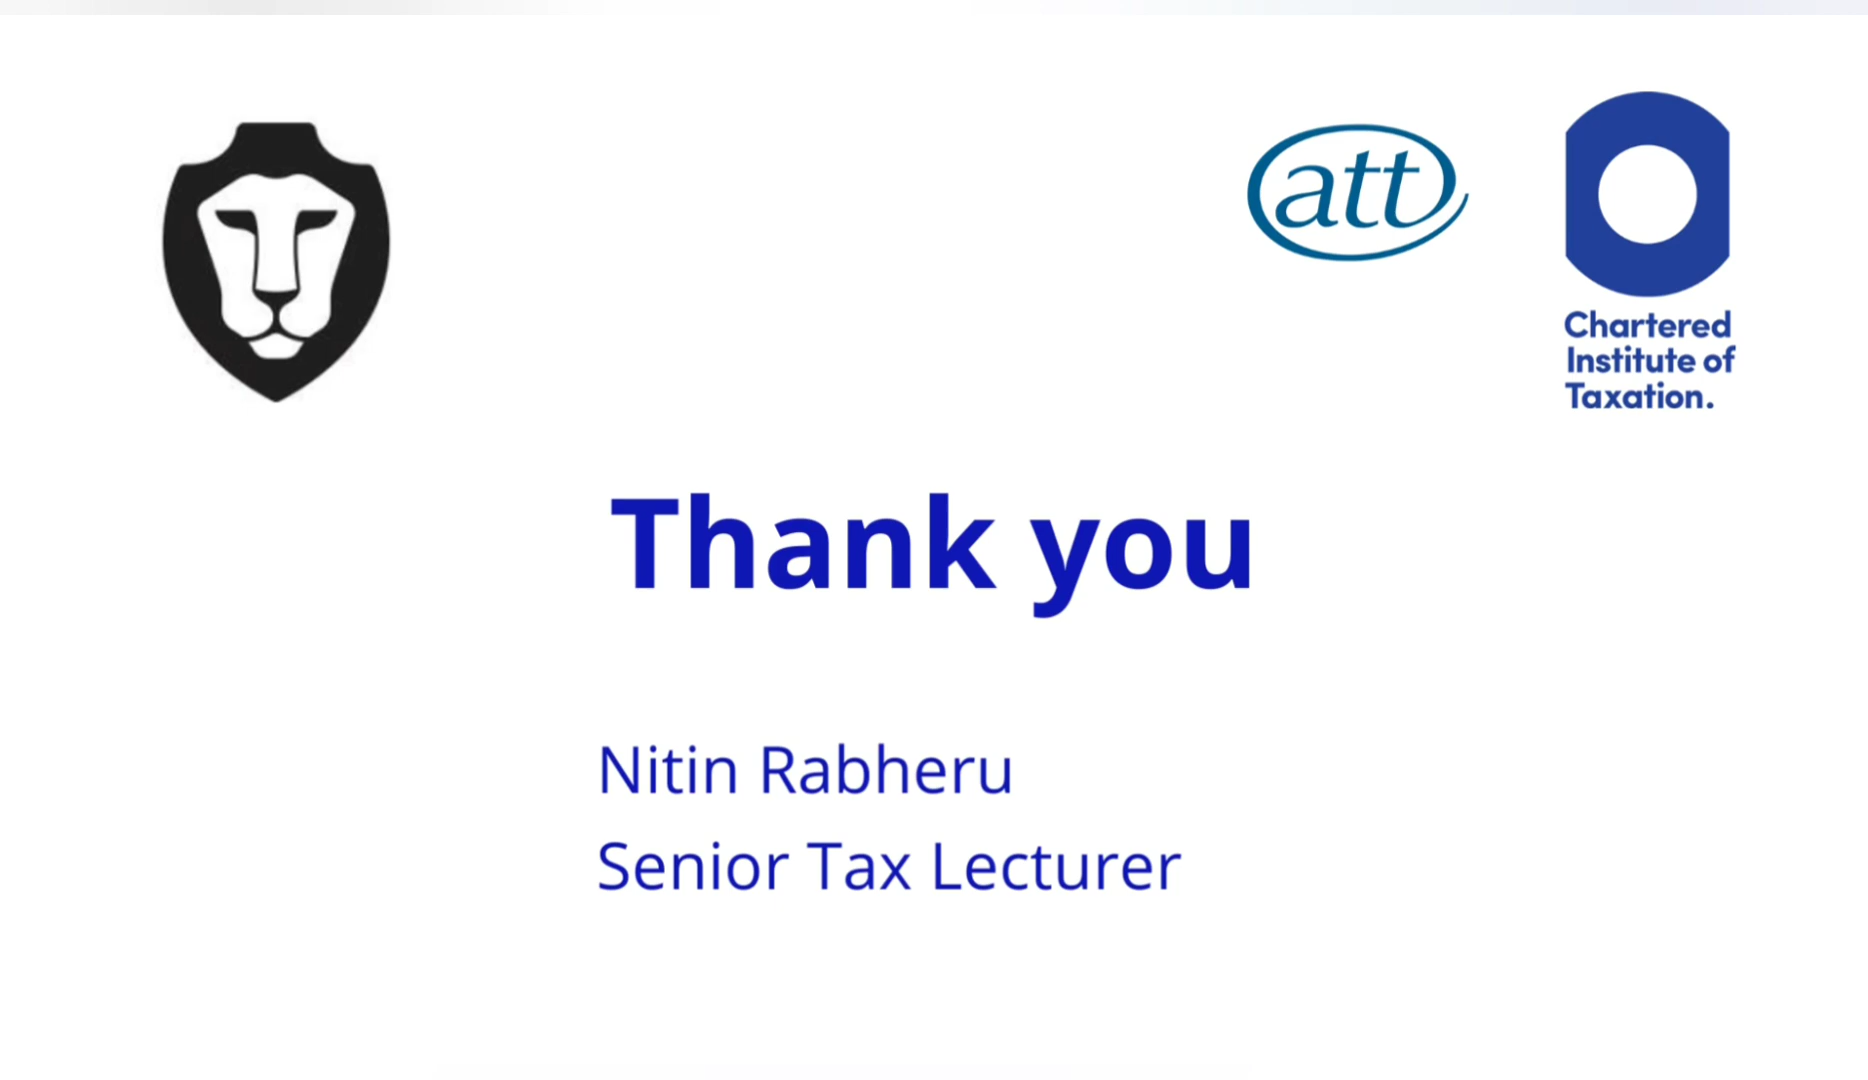 att
Chartered
Institute of
Taxation.
Thank you
Nitin Rabheru
Senior Tax Lecturer